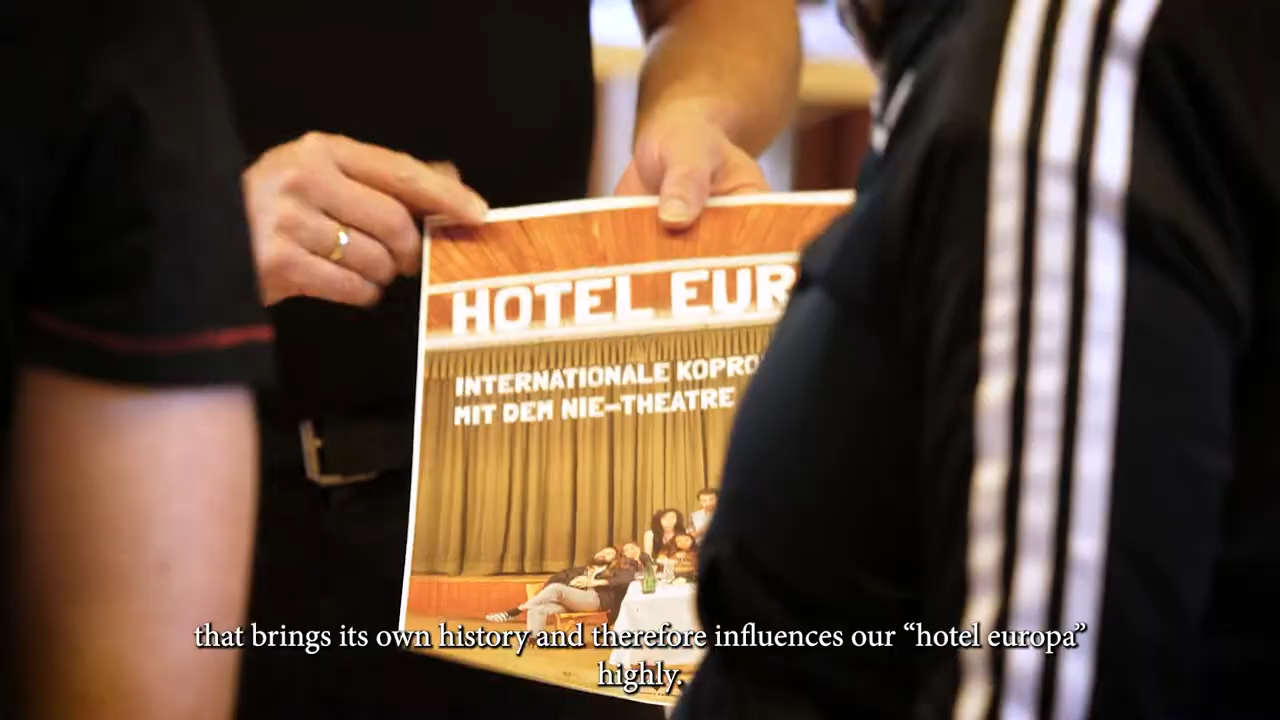 HOTEL EUR
INTERNATIONALE KOPRO
MIT DEM NIE-THEATRE
that brings its own history and therefore influences our “hotel europa”
highly.